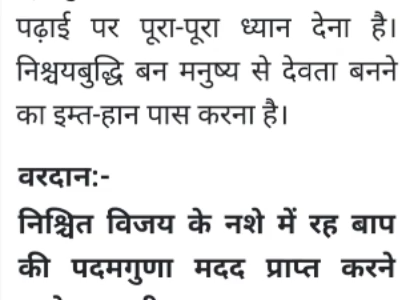 पढ़ाई पर पूरा-पूरा ध्यान देना है।
निश्चयबुद्धि बन मनुष्य से देवता बनने
का इम्त-हान पास करना है।
वरदान:-
निश्चित विजय के नशे में रह बाप
की पदमगुणा मदद प्राप्त करने